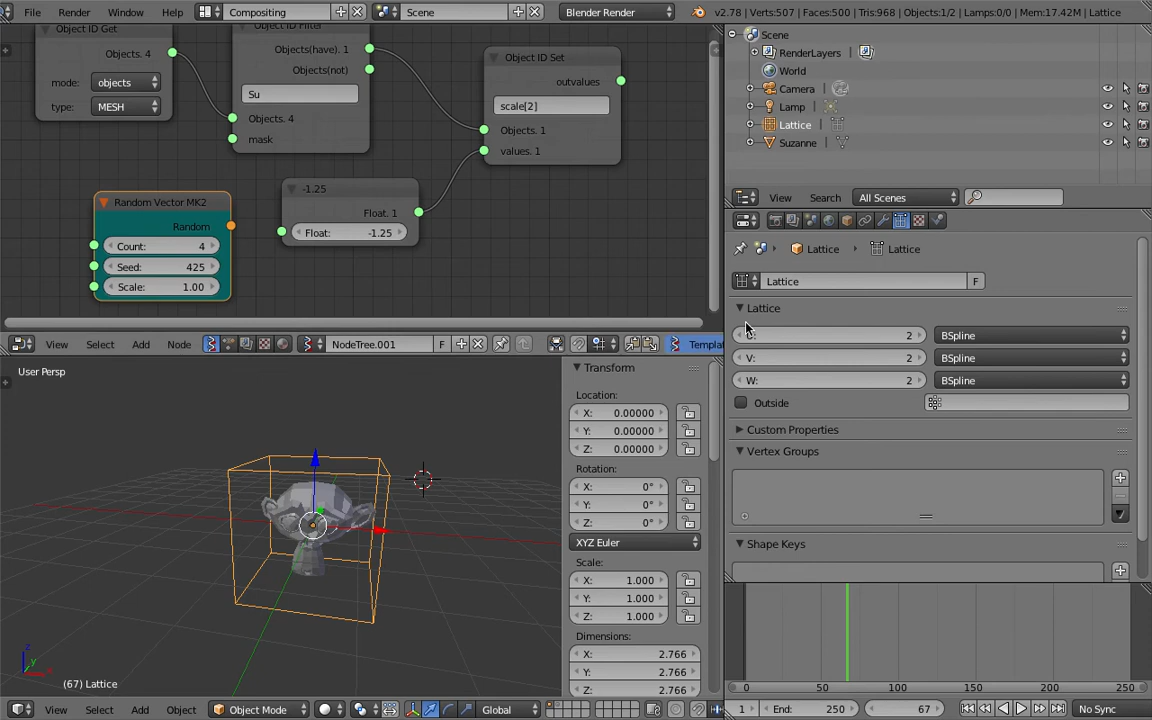 File Render Window Help Compositing Scene Blender Render v2.78 | Verts:507 | Faces:500 | Tris:968 | Objects:1/2 | Lamps:0/0 | Mem:17.42M | Lattice
Object ID Get
Objects. 4
mode: objects
type: MESH
Object ID Filter
Objects(have). 1
Objects(not)
Su
Objects. 4
mask
Object ID Set
outvalues
scale[2]
Objects. 1
values. 1
Random Vector MK2
Random
Count: 4
Seed: 425
Scale: 1.00
-1.25
Float. 1
Float: -1.25
View Select Add Node NodeTree.001 F
User Persp
(67) Lattice
Transform
Location:
X: 0.00000
Y: 0.00000
Z: 0.00000
Rotation:
X: 0°
Y: 0°
Z: 0°
XYZ Euler
Scale:
X: 1.000
Y: 1.000
Z: 1.000
Dimensions:
X: 2.766
Y: 2.766
Z: 2.766
View Select Add Object Object Mode Global
Scene
RenderLayers |
World
Camera |
Lamp |
Lattice |
Suzanne |
View Search All Scenes
Lattice Lattice
Lattice F
Lattice
2 BSpline
V: 2 BSpline
W: 2 BSpline
Outside
Custom Properties
Vertex Groups
Shape Keys
0 50 100 150 200 250
1 End: 250 67 No Sync